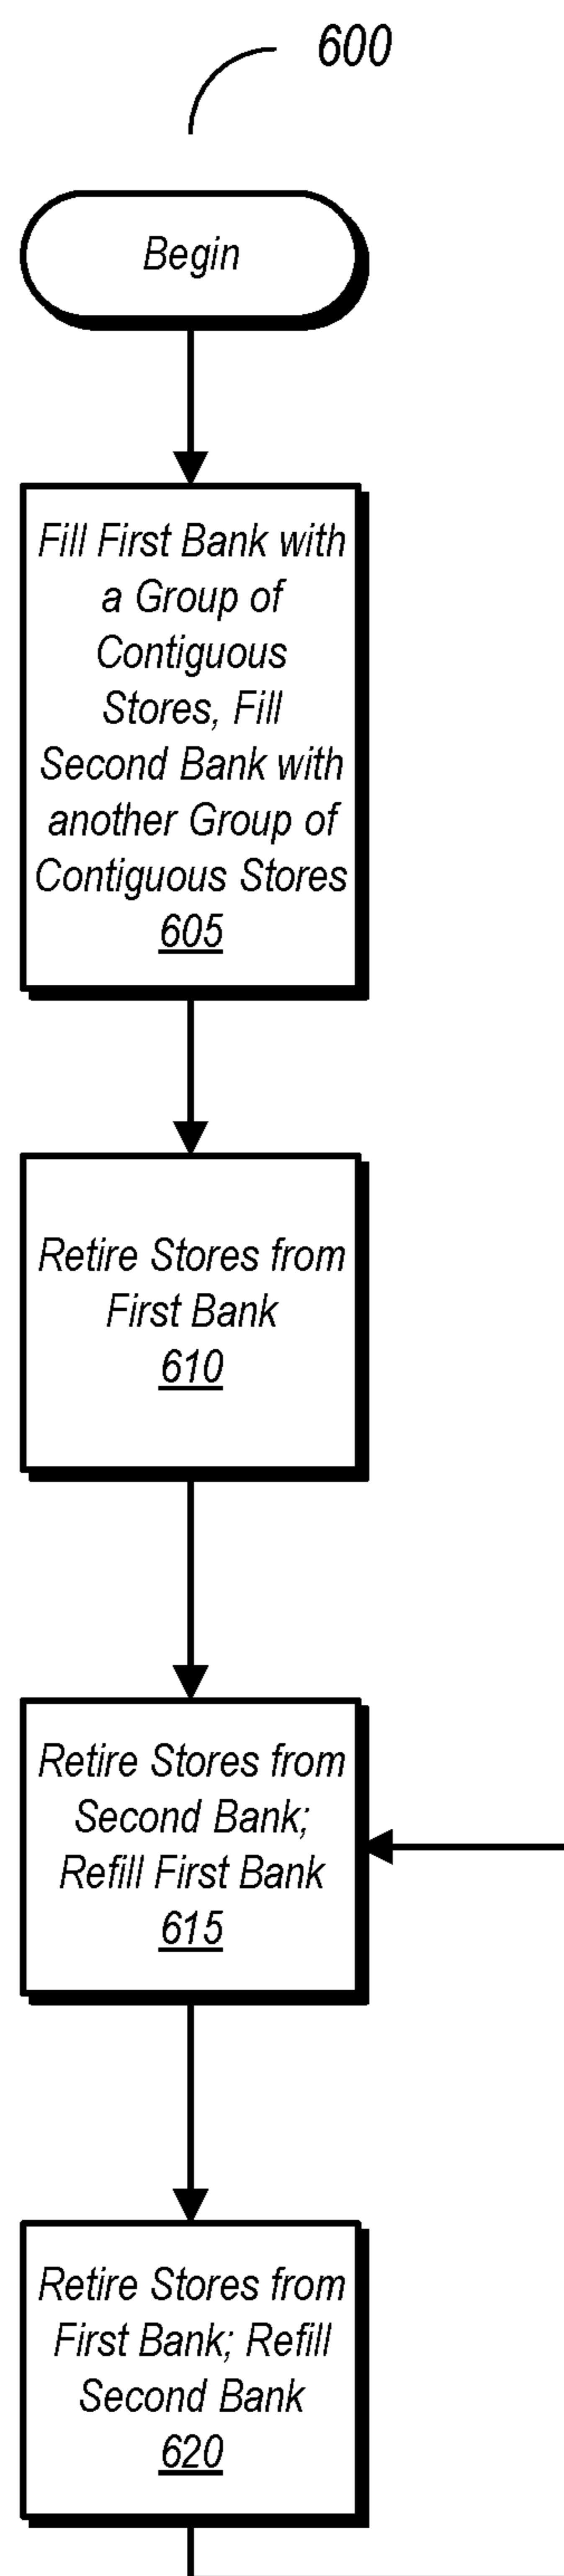 600
Begin
Fill First Bank with
a Group of
Contiguous
Stores, Fill
Second Bank with
another Group of
Contiguous Stores
605
Retire Stores from
First Bank
610
Retire Stores from
Second Bank;
Refill First Bank
615
Retire Stores from
First Bank; Refill
Second Bank
620